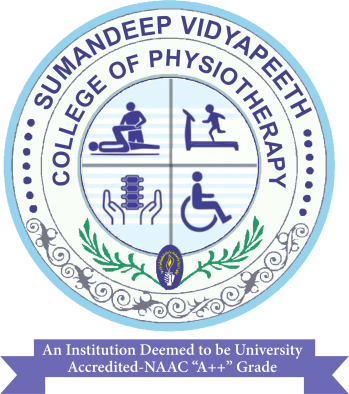 SUMANDEEP VIDYAPEETH
COLLEGE OF PHYSIOTHERAPY
An Institution Deemed to be University
Accredited-NAAC “A++” Grade